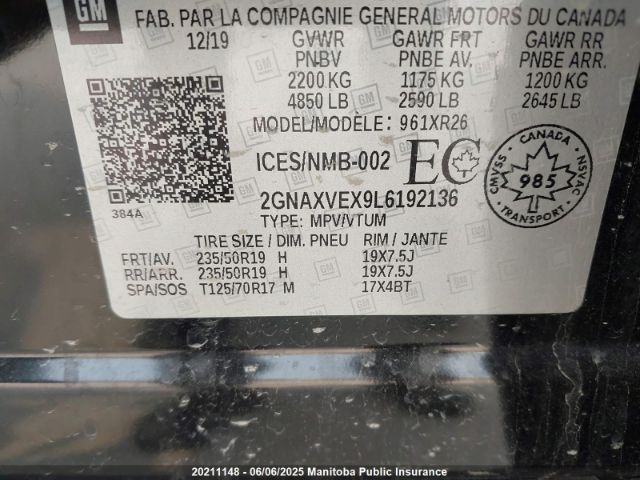 GM
FAB. PAR LA COMPAGNIE GENERAL MOTORS DU CANADA
12/19 GVWR GAWR FRT GAWR RR
PNBV PNBE AV. PNBE ARR.
2200 KG 1175 KG 1200 KG
4850 LB 2590 LB 2645 LB
MODEL/MODÈLE: 961XR26
ICES/NMB-002 EC
CANADA
CMVSS 985 NSVAC
TRANSPORT
2GNAXVEX9L6192136
384A
TYPE: MPV/VTUM
TIRE SIZE / DIM. PNEU RIM / JANTE
FRT/AV. 235/50R19 H 19X7.5J
RR/ARR. 235/50R19 H 19X7.5J
SPA/SOS T125/70R17 M 17X4BT
20211148 - 06/06/2025 Manitoba Public Insurance